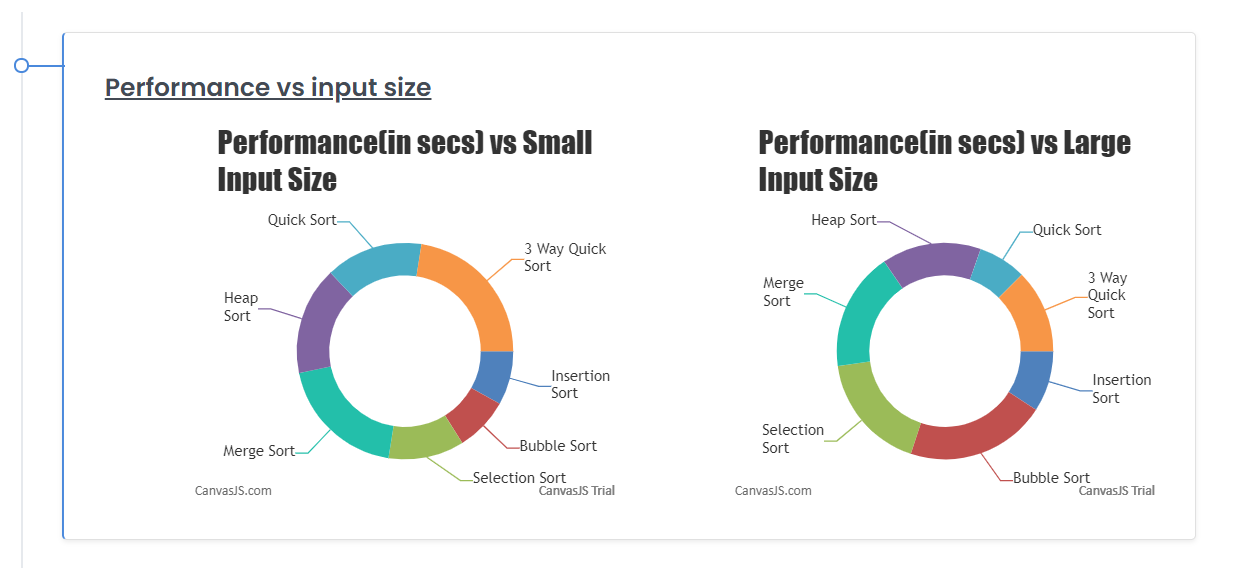 Performance vs input size
Performance(in secs) vs Small
Input Size
Quick Sort
3 Way Quick
Sort
Heap
Sort
Insertion
Sort
Merge Sort
Bubble Sort
Selection Sort
CanvasJS.com
CanvasJS Trial
Performance(in secs) vs Large
Input Size
Heap Sort
Quick Sort
3 Way
Quick
Sort
Merge
Sort
Insertion
Sort
Selection
Sort
Bubble Sort
CanvasJS.com
CanvasJS Trial